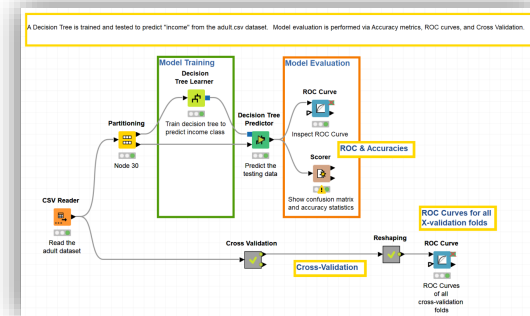 A Decision Tree is trained and tested to predict "income" from the adult csv dataset. Model evaluation is performed via Accuracy metrics, ROC curves, and Cross Validation.
Model Training
Decision
Tree Learner
Train decision tree to
predict income class
Model Evaluation
ROC Curve
Inspect ROC Curve
Partitioning
Node 30
Decision Tree
Predictor
Predict the
testing data
ROC & Accuracies
Scorer
Show confusion matrix
and accuracy statistics
CSV Reader
Read the
adult dataset
ROC Curves for all
X-validation folds
Cross Validation
Cross-Validation
Reshaping
ROC Curve
ROC Curves
of all
cross-validation
folds